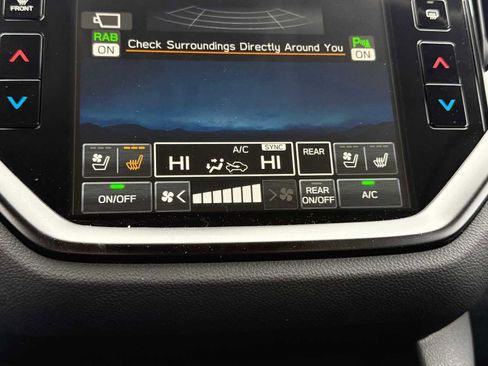 FRONT
RAB
ON
Check Surroundings Directly Around You
ON
A/C SYNC
HI HI
REAR
ON/OFF
REAR
ON/OFF
A/C